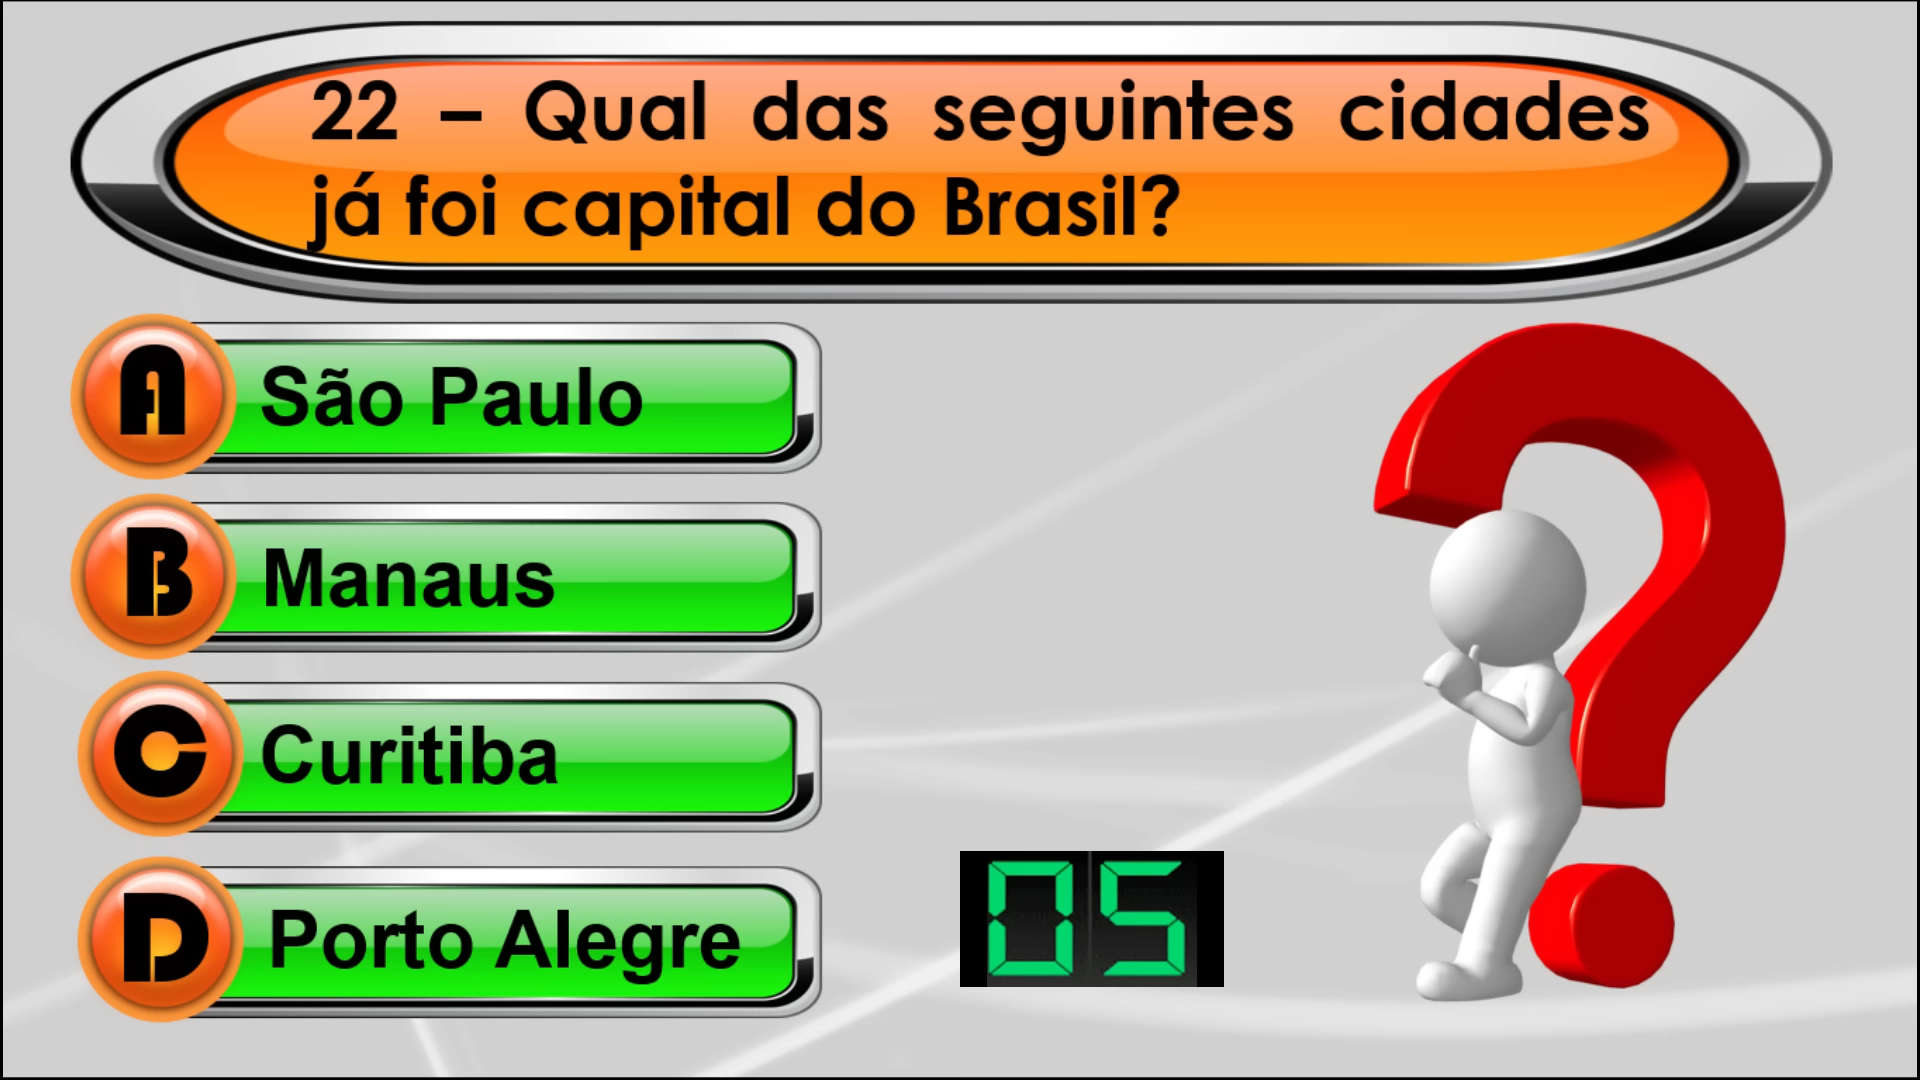 22 – Qual das seguintes cidades
já foi capital do Brasil?
A São Paulo
B Manaus
C Curitiba
D Porto Alegre
05